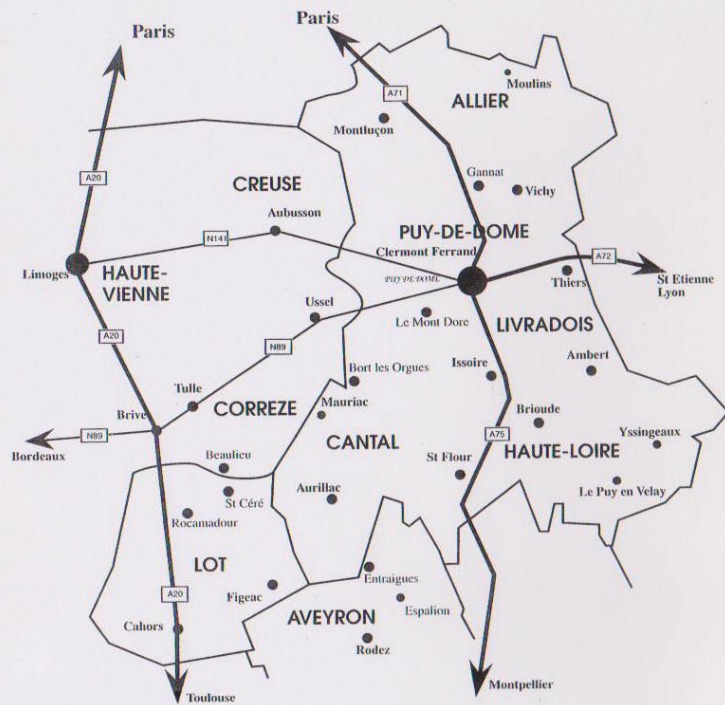 Paris
Paris
Moulins
A71
ALLIER
Montluçon
A20
CREUSE
Gannat
Vichy
Aubusson
PUY-DE-DOME
N141
Clermont Ferrand
A72
Limoges
HAUTE-
VIENNE
PUY DE DOME
Thiers
St Etienne
Lyon
Ussel
Le Mont Dore
LIVRADOIS
A20
N89
Bort les Orgues
Issoire
Ambert
Tulle
CORREZE
Mauriac
Brive
Brioude
N89
Bordeaux
CANTAL
A75
Yssingeaux
HAUTE-LOIRE
Beaulieu
St Flour
St Céré
Aurillac
Le Puy en Velay
Rocamadour
LOT
Entraigues
A20
Figeac
Espalion
AVEYRON
Cahors
Rodez
Toulouse
Montpellier